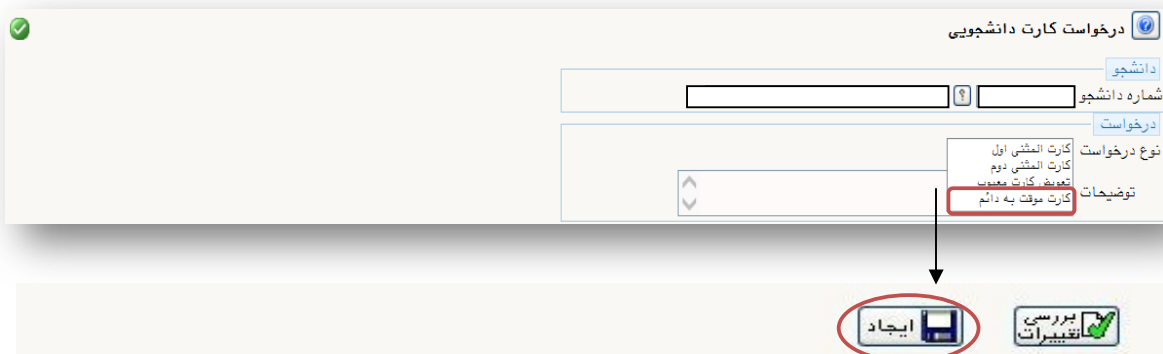 درخواست کارت دانشجویی
دانشجو
شماره دانشجو
درخواست
نوع درخواست
کارت المثنی اول
کارت المثنی دوم
تعویض کارت معیوب
کارت موقت به دائم
توضیحات
بررسی تغییرات
ایجاد